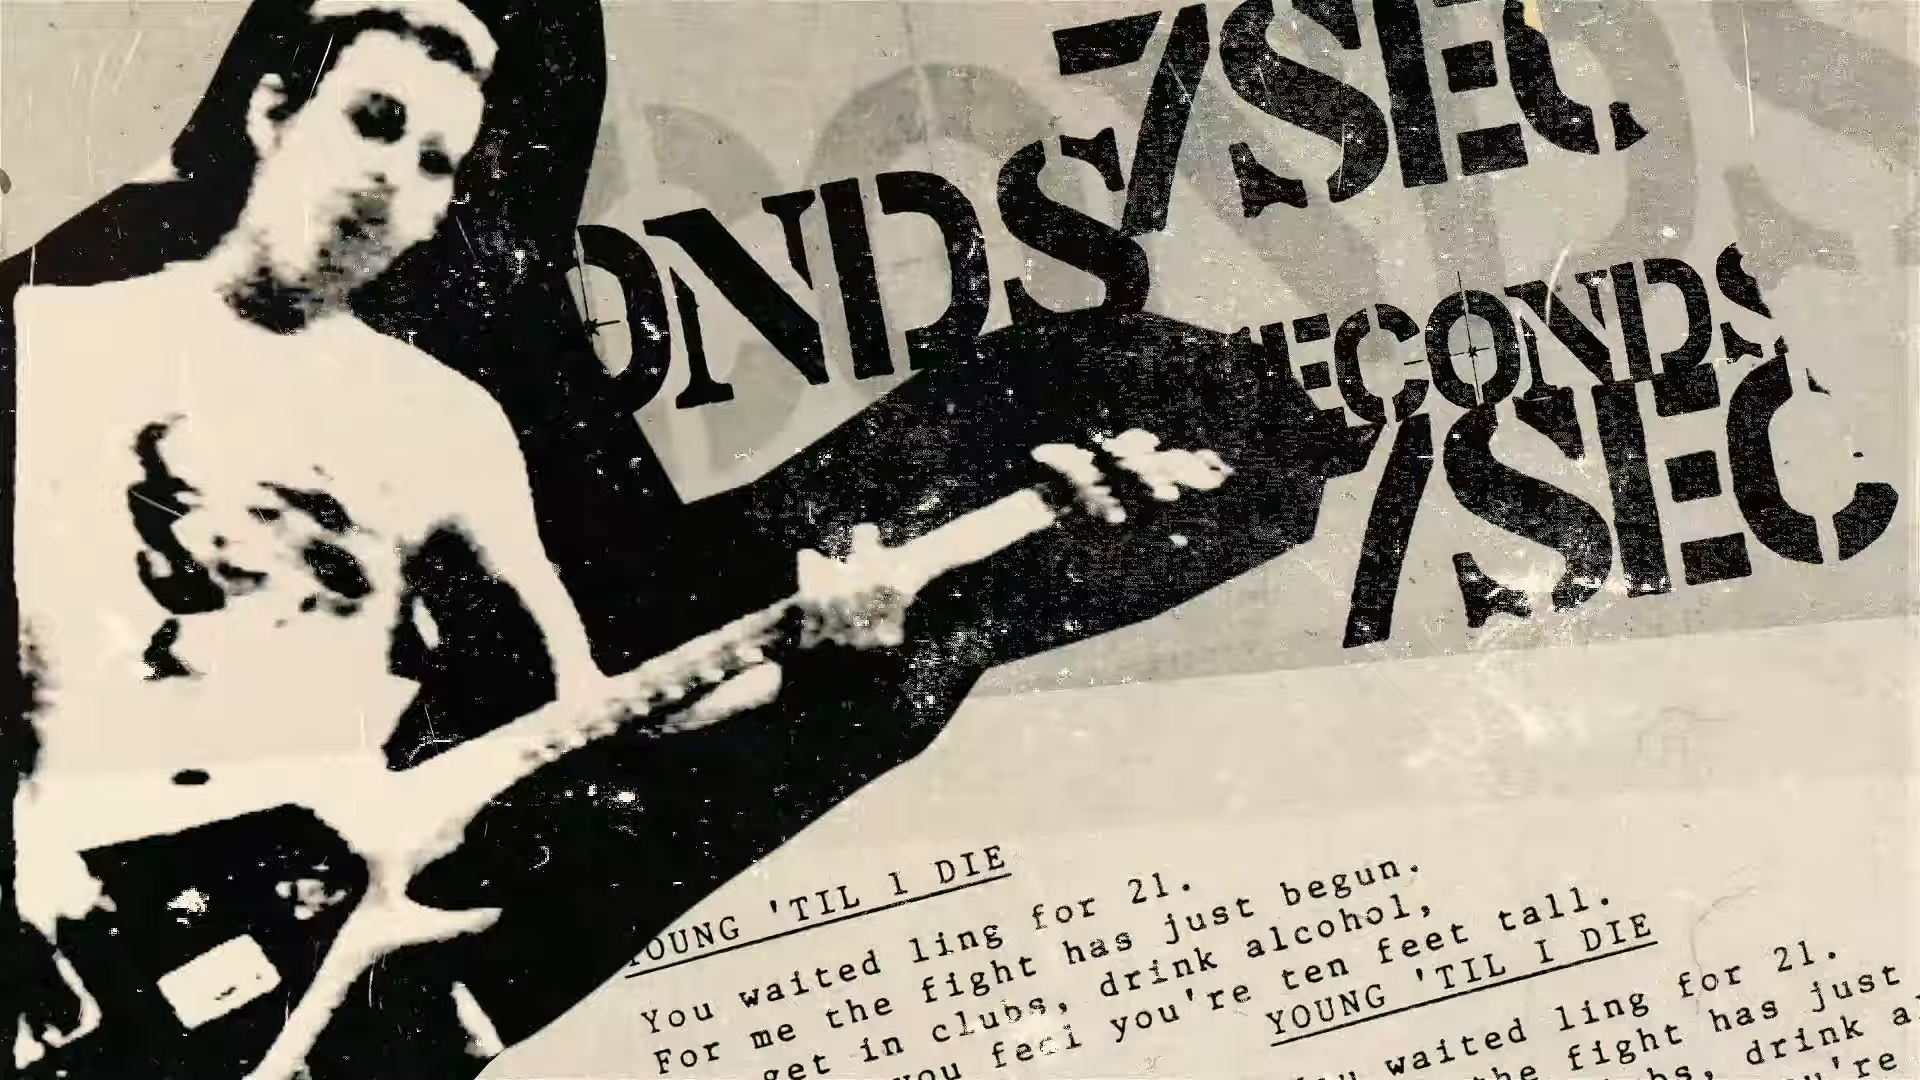 7SEC
ONDS
ECONDS
7SEC
YOUNG 'TIL I DIE
You waited ling for 21.
For me the fight has just begun.
get in clubs, drink alcohol,
you feel you're ten feet tall.
YOUNG 'TIL I DIE
waited ling for 21.
the fight has just
drink